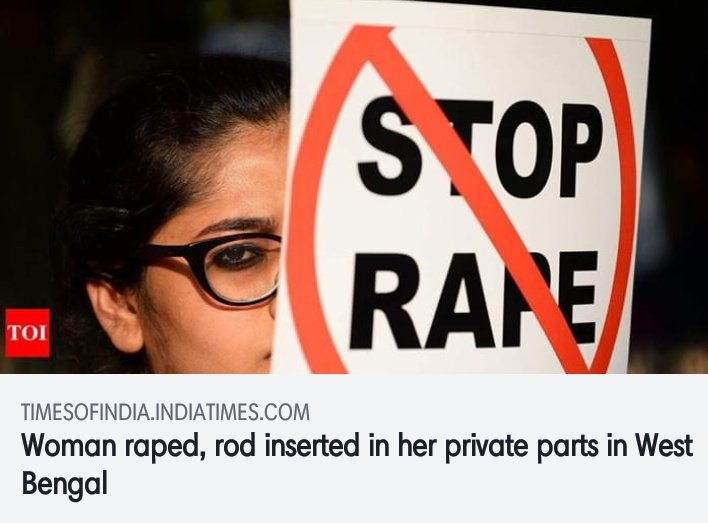 STOP
RAPE
TOI
TIMESOFINDIA.INDIATIMES.COM
Woman raped, rod inserted in her private parts in West
Bengal